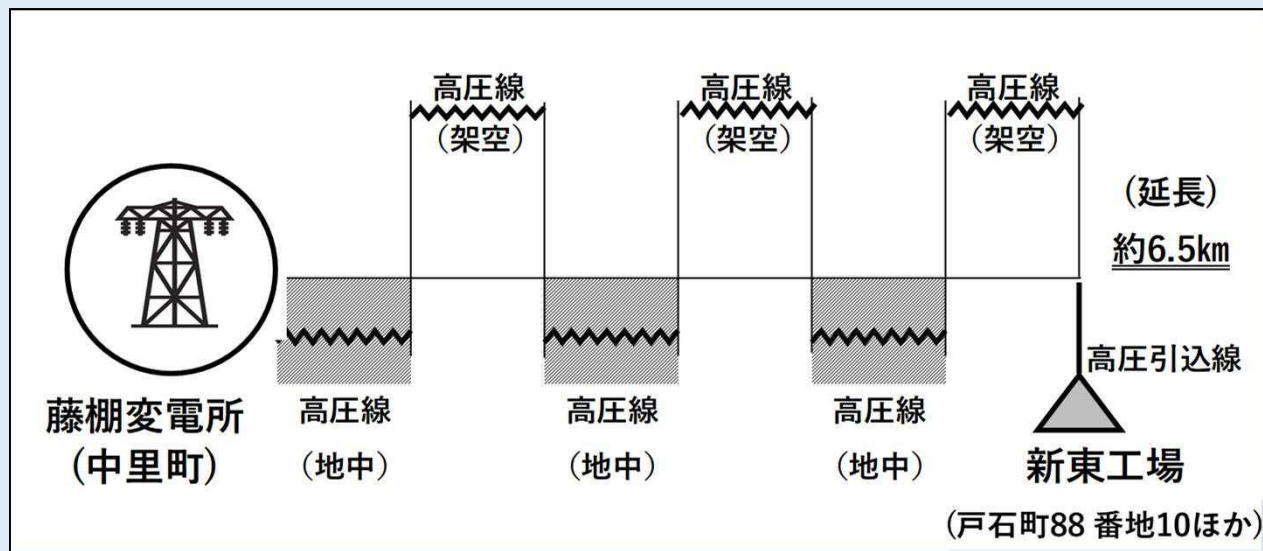 高圧線
(架空)
高圧線
(架空)
高圧線
(架空)
(延長)
約6.5km
高圧引込線
藤棚変電所
(中里町)
高圧線
(地中)
高圧線
(地中)
高圧線
(地中)
新東工場
(戸石町88 番地10ほか)